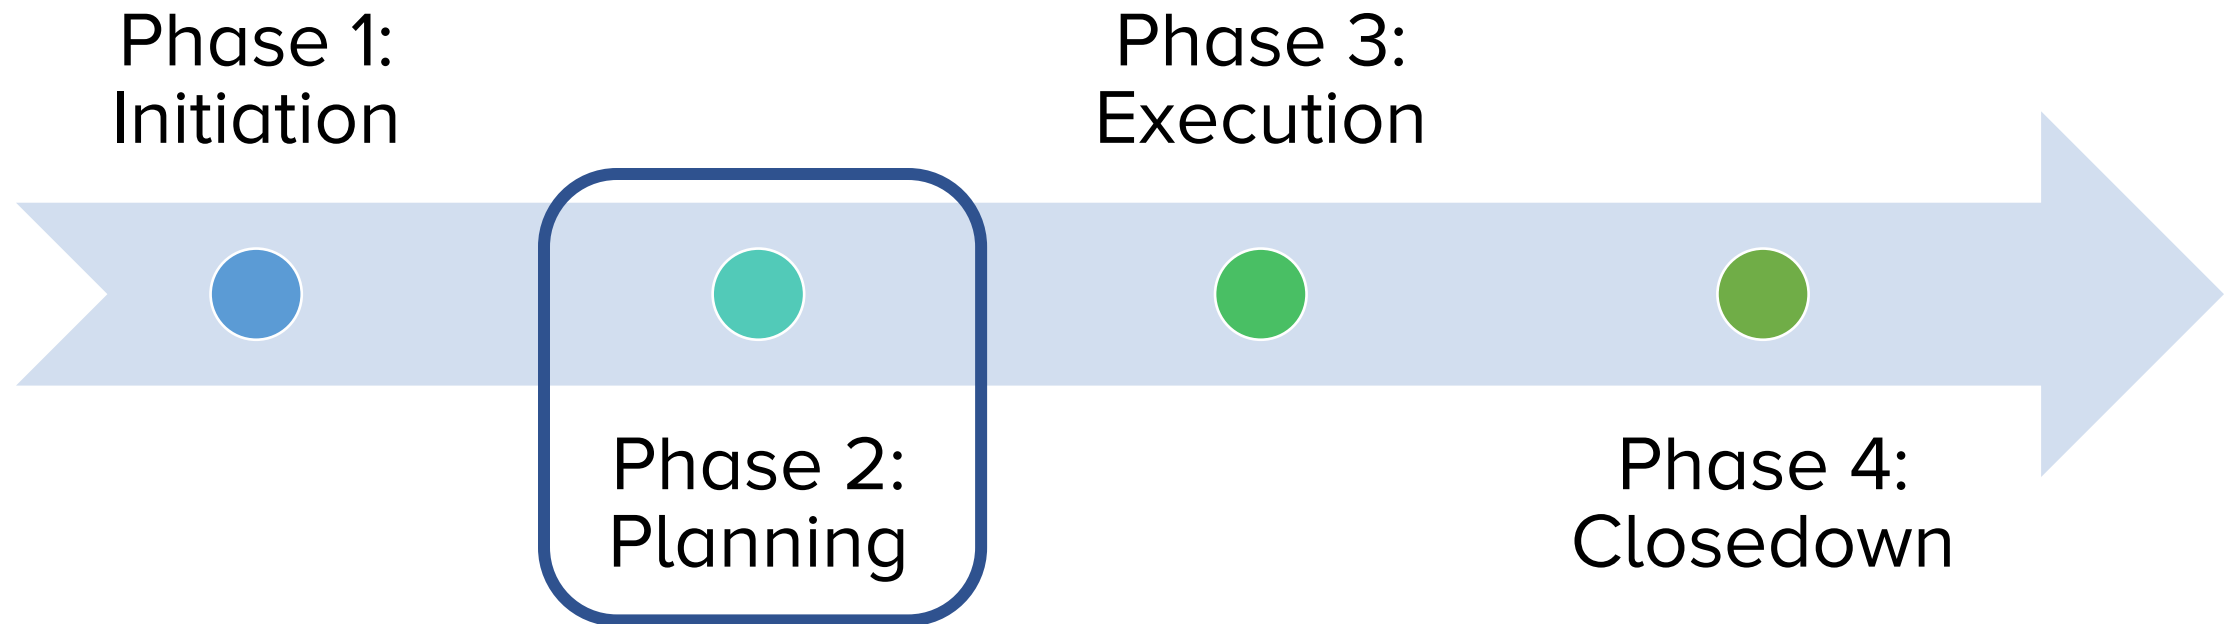 Phase 1:
Initiation
Phase 2:
Planning
Phase 3:
Execution
Phase 4:
Closedown